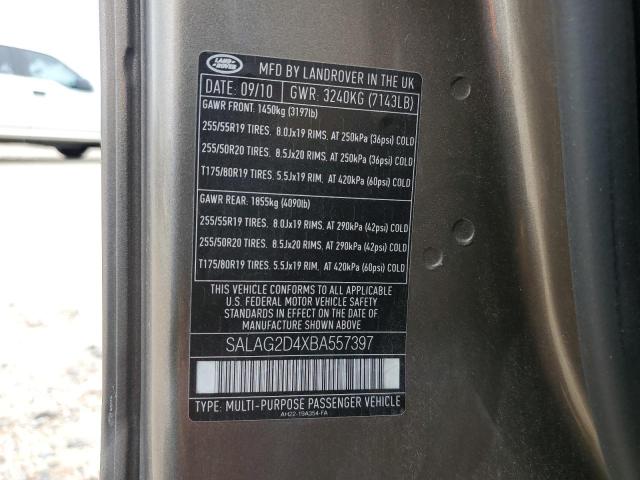 LAND
ROVER
MFD BY LANDROVER IN THE UK
DATE: 09/10 GWR: 3240KG (7143LB)
GAWR FRONT: 1450kg (3197lb)
255/55R19 TIRES. 8.0Jx19 RIMS, AT 250kPa (36psi) COLD
255/50R20 TIRES. 8.5Jx20 RIMS, AT 250kPa (36psi) COLD
T175/80R19 TIRES. 5.5Jx19 RIM, AT 420kPa (60psi) COLD
GAWR REAR: 1855kg (4090lb)
255/55R19 TIRES. 8.0Jx19 RIMS, AT 290kPa (42psi) COLD
255/50R20 TIRES. 8.5Jx20 RIMS, AT 290kPa (42psi) COLD
T175/80R19 TIRES. 5.5Jx19 RIM, AT 420kPa (60psi) COLD
THIS VEHICLE CONFORMS TO ALL APPLICABLE
U.S. FEDERAL MOTOR VEHICLE SAFETY
STANDARDS IN EFFECT ON THE DATE OF
MANUFACTURE SHOWN ABOVE.
SALAG2D4XBA557397
TYPE: MULTI-PURPOSE PASSENGER VEHICLE
AH22-19A354-FA